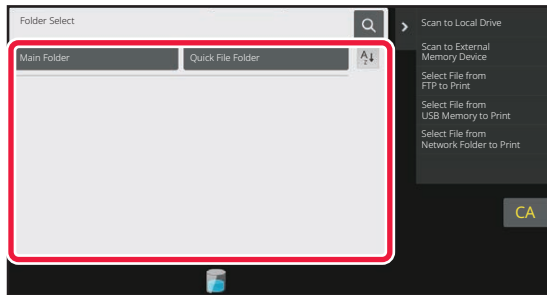 Folder Select
Main Folder
Quick File Folder
A
z
Scan to Local Drive
Scan to External
Memory Device
Select File from
FTP to Print
Select File from
USB Memory to Print
Select File from
Network Folder to Print
CA